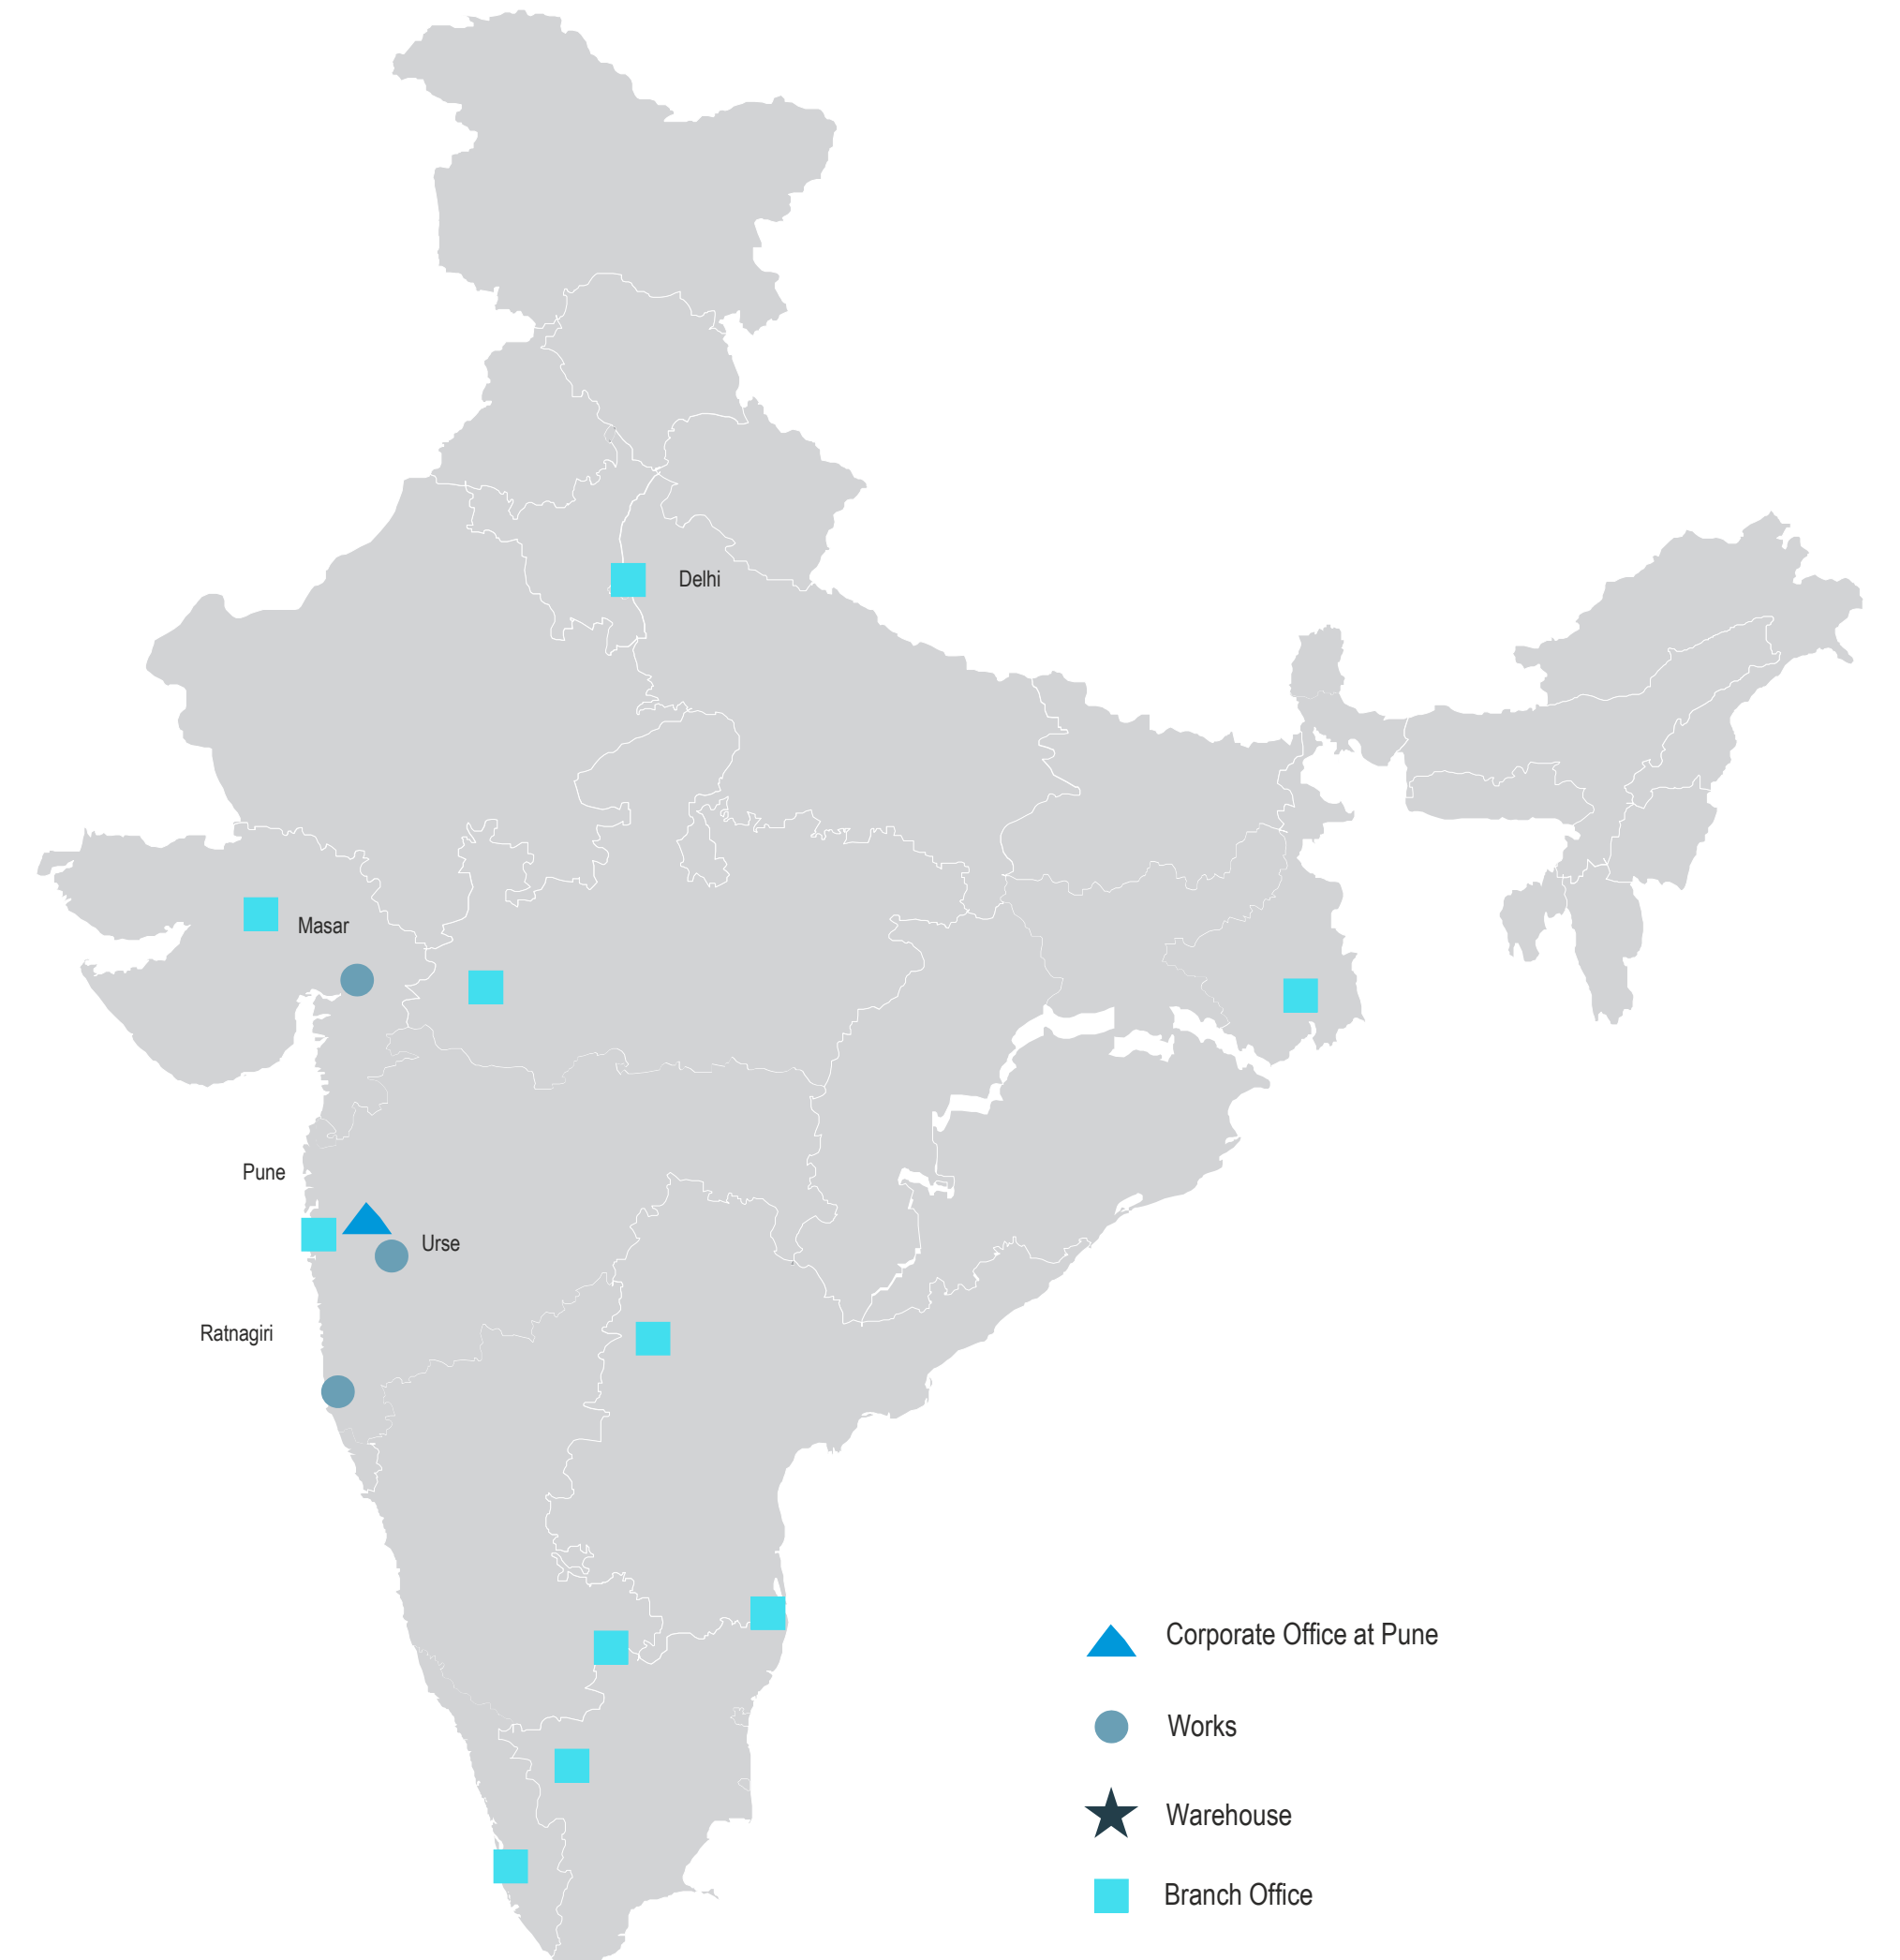 Delhi
Masar
Pune
Urse
Ratnagiri
Corporate Office at Pune
Works
Warehouse
Branch Office